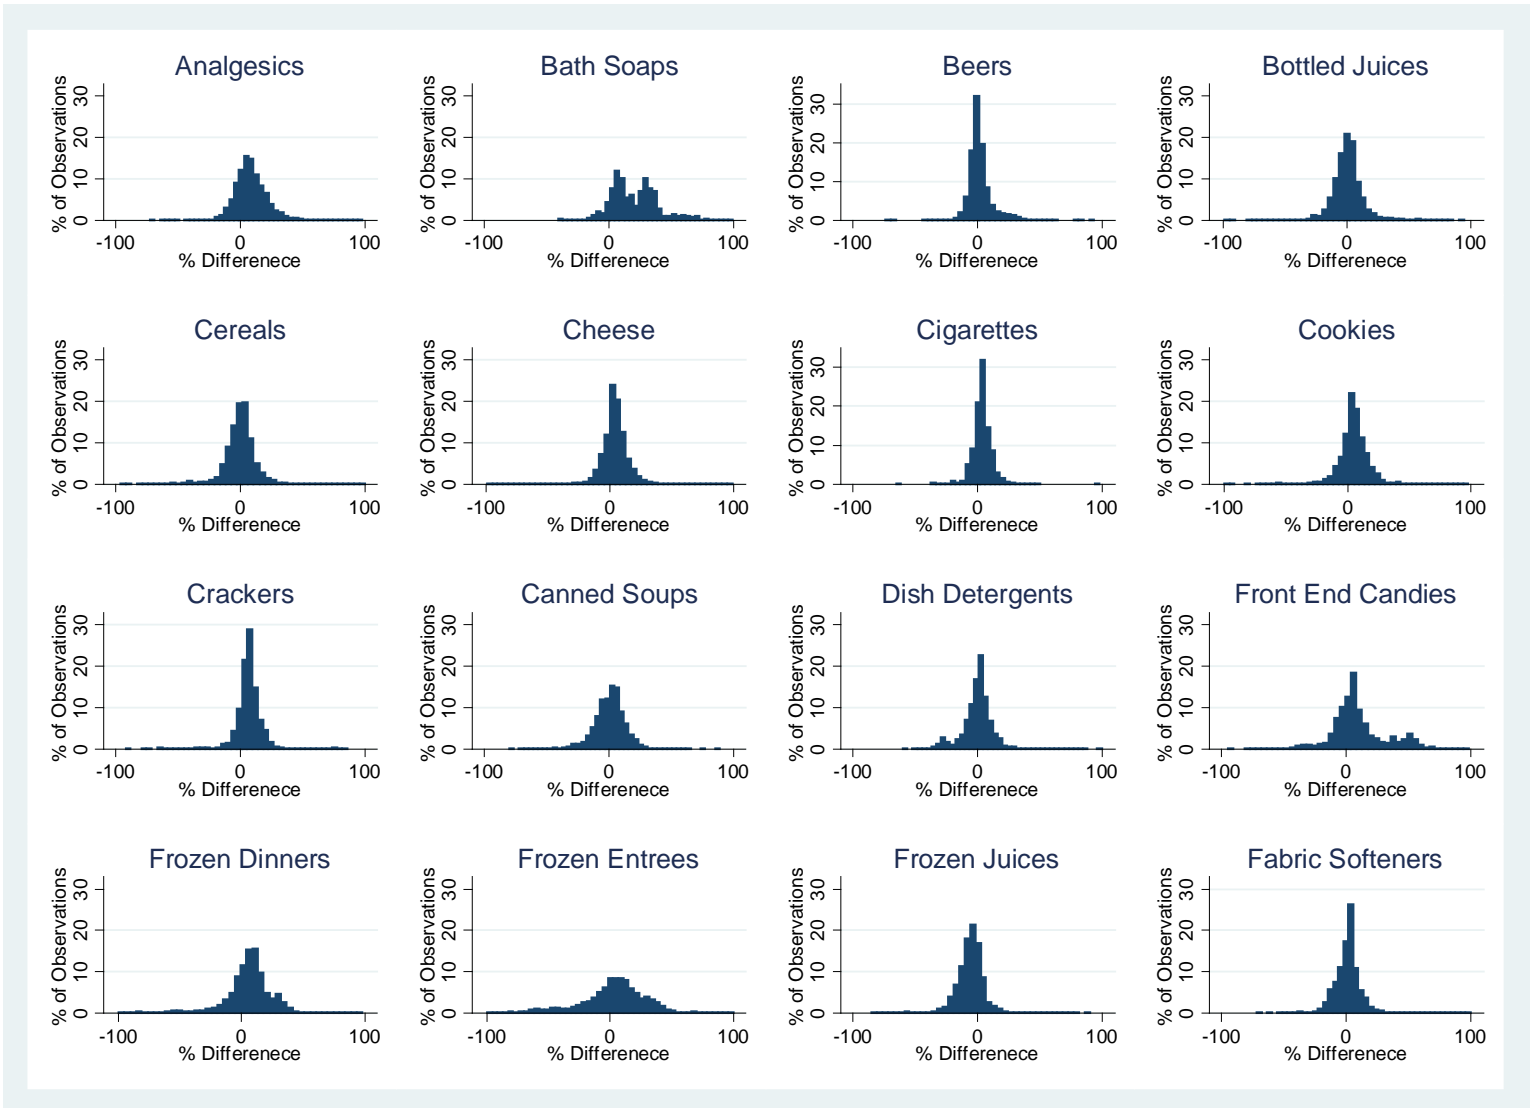 Analgesics
% of Observations
30
20
10
0
-100 0 100
% Differenece
Bath Soaps
% of Observations
30
20
10
0
-100 0 100
% Differenece
Beers
% of Observations
30
20
10
0
-100 0 100
% Differenece
Bottled Juices
% of Observations
30
20
10
0
-100 0 100
% Differenece
Cereals
% of Observations
30
20
10
0
-100 0 100
% Differenece
Cheese
% of Observations
30
20
10
0
-100 0 100
% Differenece
Cigarettes
% of Observations
30
20
10
0
-100 0 100
% Differenece
Cookies
% of Observations
30
20
10
0
-100 0 100
% Differenece
Crackers
% of Observations
30
20
10
0
-100 0 100
% Differenece
Canned Soups
% of Observations
30
20
10
0
-100 0 100
% Differenece
Dish Detergents
% of Observations
30
20
10
0
-100 0 100
% Differenece
Front End Candies
% of Observations
30
20
10
0
-100 0 100
% Differenece
Frozen Dinners
% of Observations
30
20
10
0
-100 0 100
% Differenece
Frozen Entrees
% of Observations
30
20
10
0
-100 0 100
% Differenece
Frozen Juices
% of Observations
30
20
10
0
-100 0 100
% Differenece
Fabric Softeners
% of Observations
30
20
10
0
-100 0 100
% Differenece